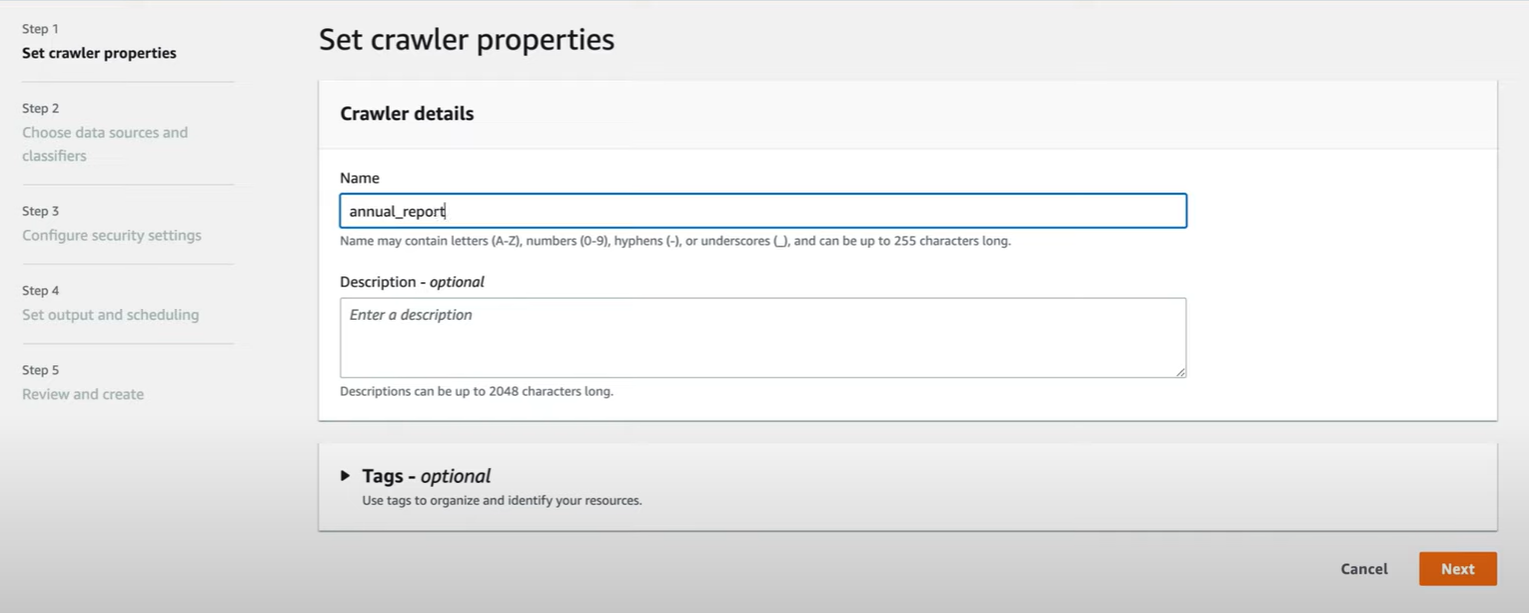 Step 1
Set crawler properties
Step 2
Choose data sources and
classifiers
Step 3
Configure security settings
Step 4
Set output and scheduling
Step 5
Review and create
Set crawler properties
Crawler details
Name
annual_report
Name may contain letters (A-Z), numbers (0-9), hyphens (-), or underscores (_), and can be up to 255 characters long.
Description - optional
Enter a description
Descriptions can be up to 2048 characters long.
Tags - optional
Use tags to organize and identify your resources.
Cancel
Next